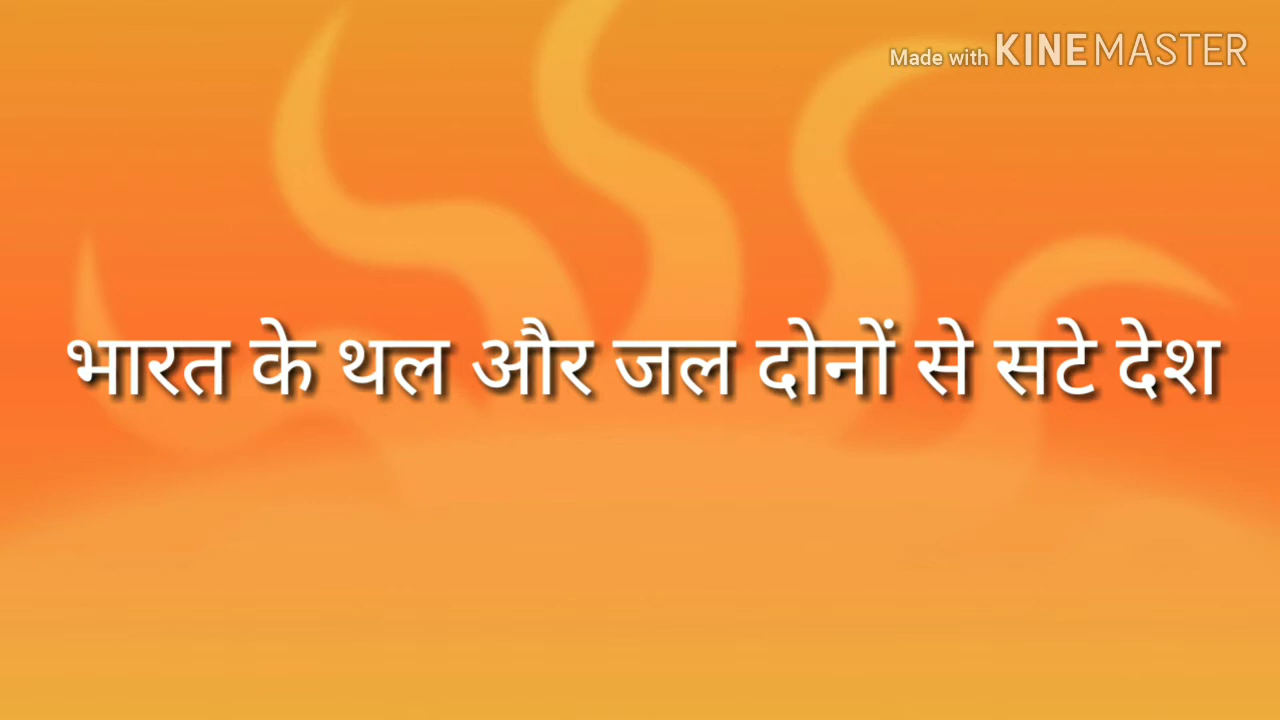 Made with KINEMASTER
भारत के थल और जल दोनों से सटे देश